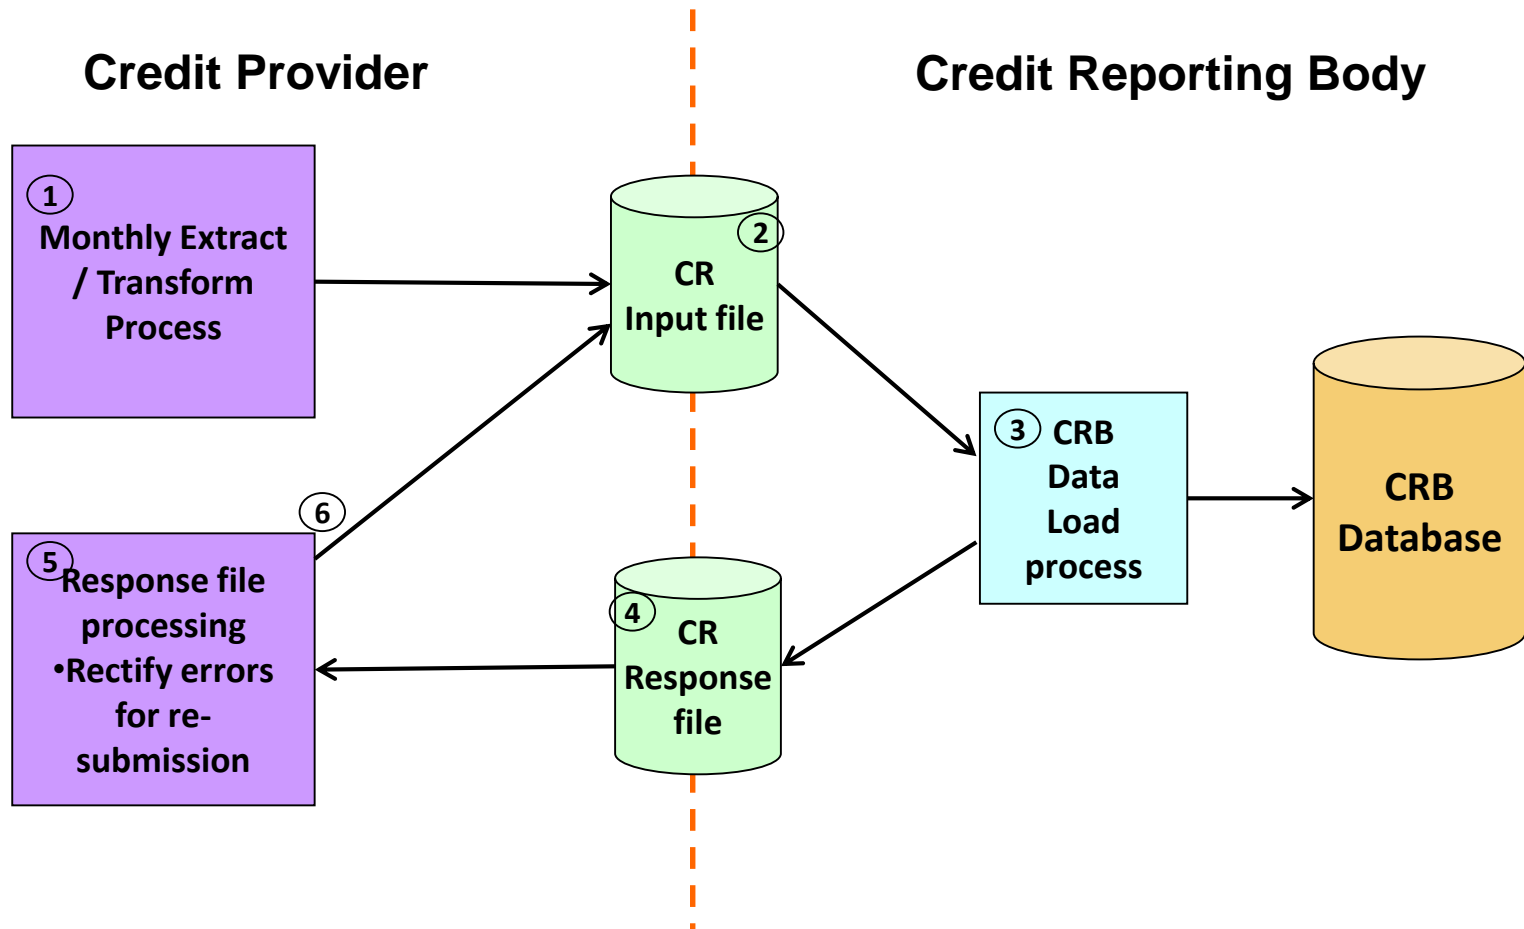 Credit Provider
Credit Reporting Body
1
Monthly Extract
/ Transform
Process
2
CR
Input file
3
CRB
Data
Load
process
CRB
Database
4
CR
Response
file
5
Response file
processing
•Rectify errors
for re-
submission
6